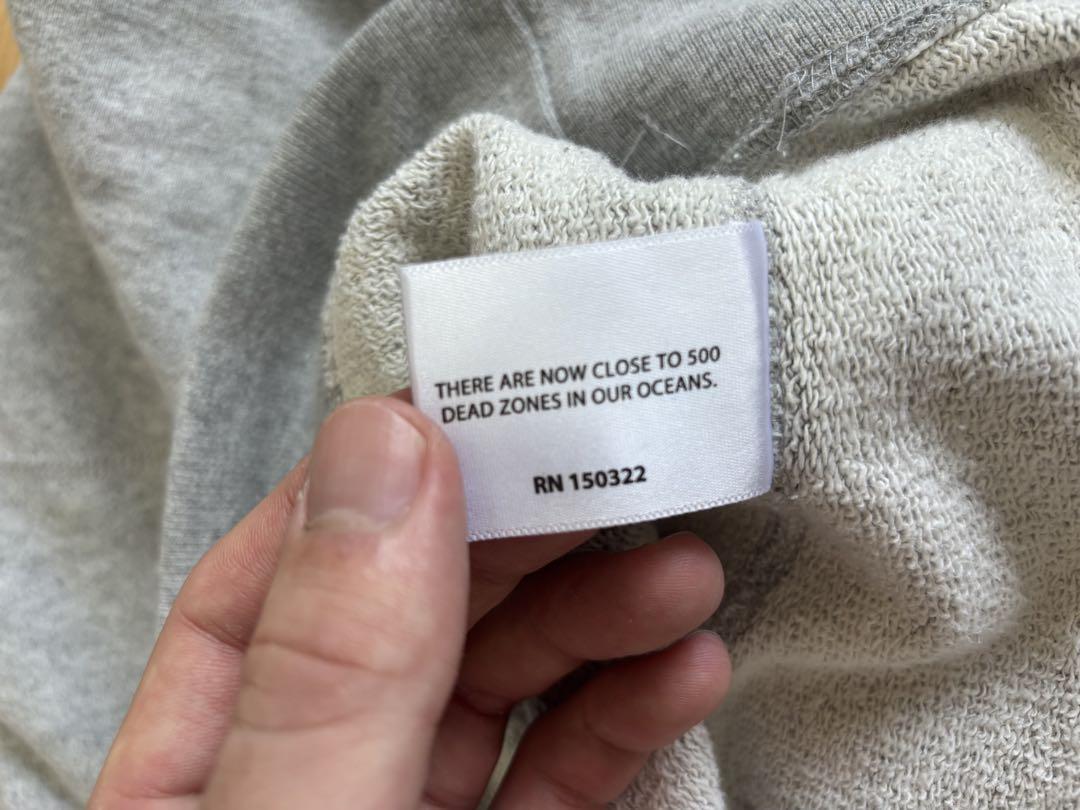 THERE ARE NOW CLOSE TO 500
DEAD ZONES IN OUR OCEANS.
RN 150322